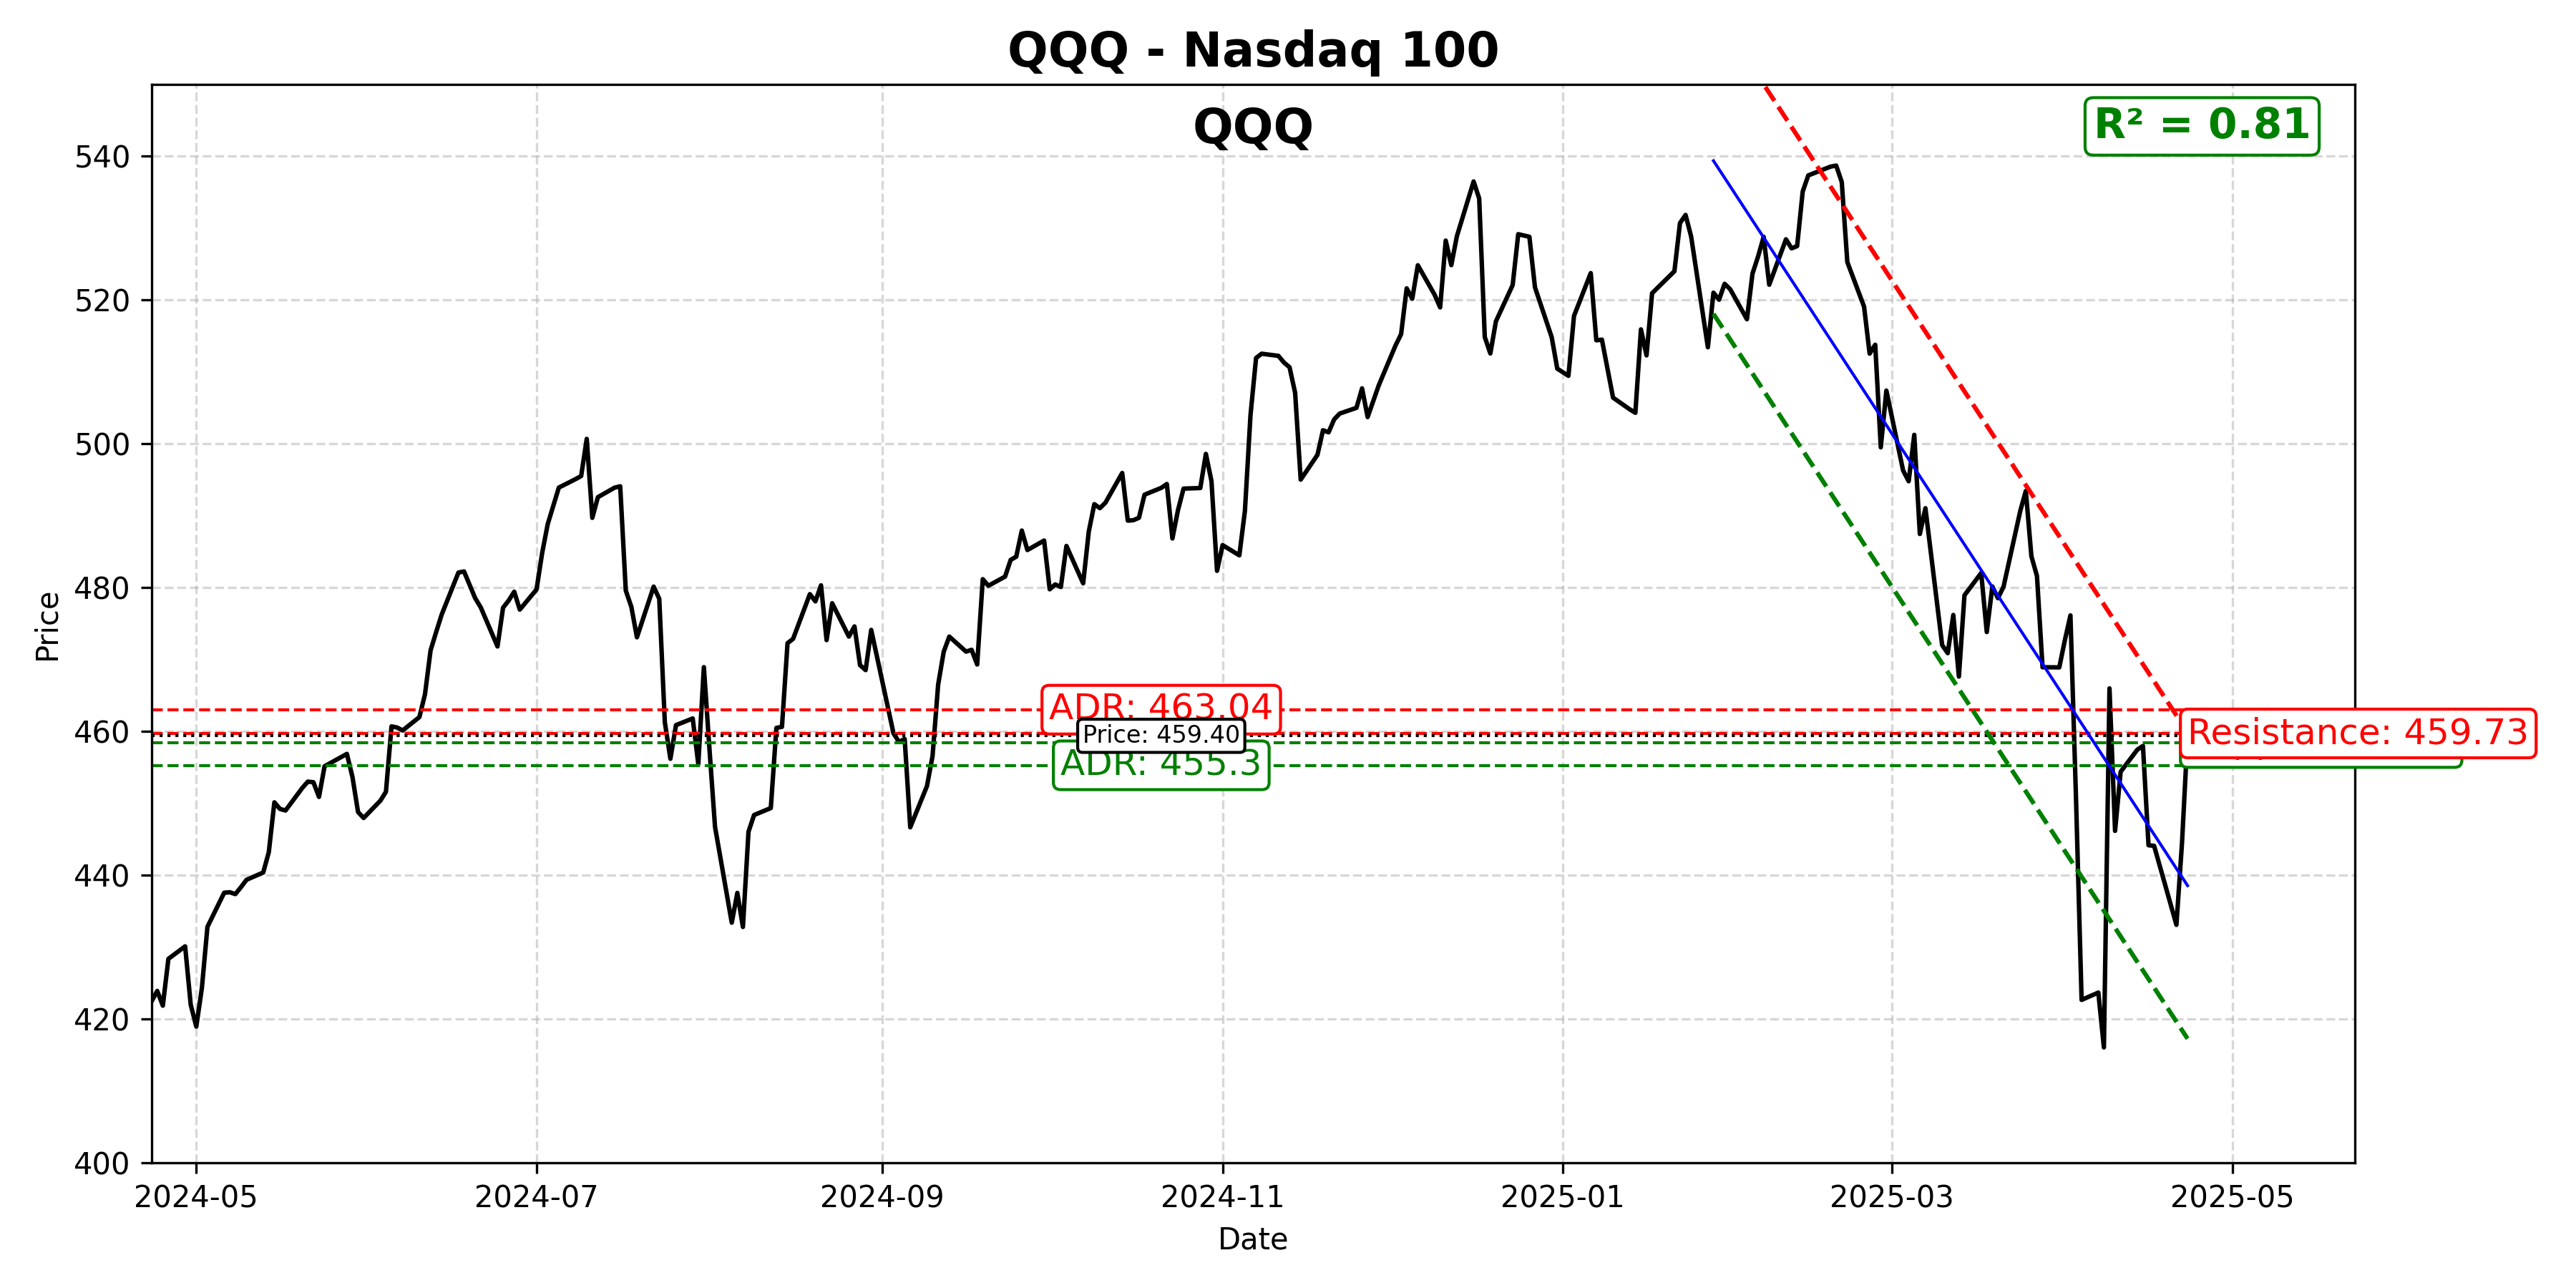 QQQ - Nasdaq 100
QQQ
R² = 0.81
540
520
500
480
460
440
420
400
Price
ADR: 463.04
Price: 459.40
ADR: 455.3
Resistance: 459.73
2024-05
2024-07
2024-09
2024-11
2025-01
2025-03
2025-05
Date